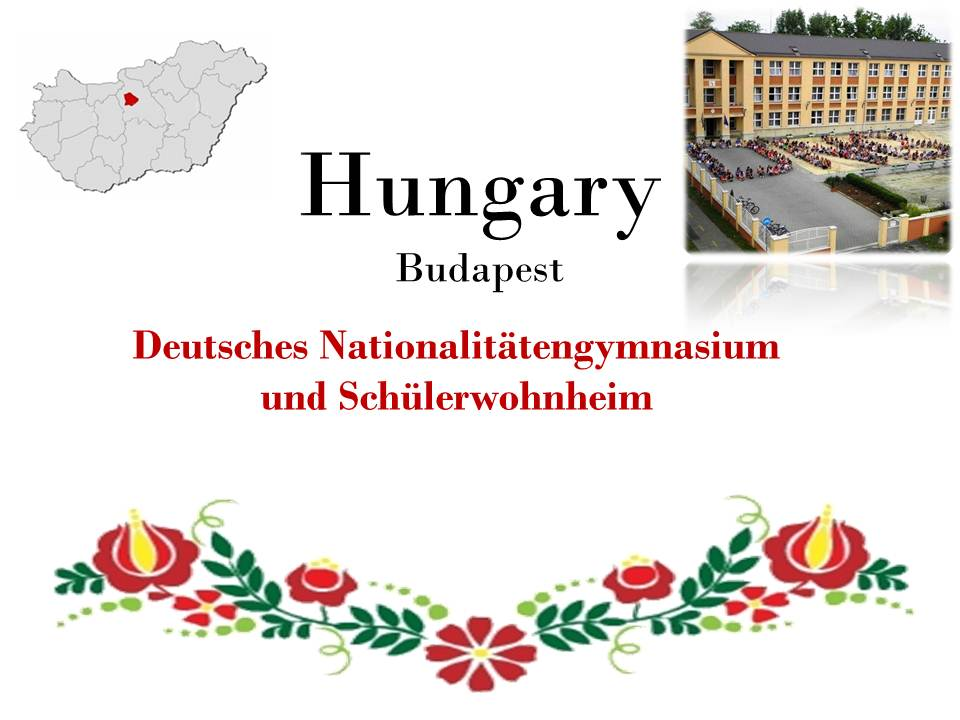 Hungary
Budapest
Deutsches Nationalitätengymnasium
und Schülerwohnheim